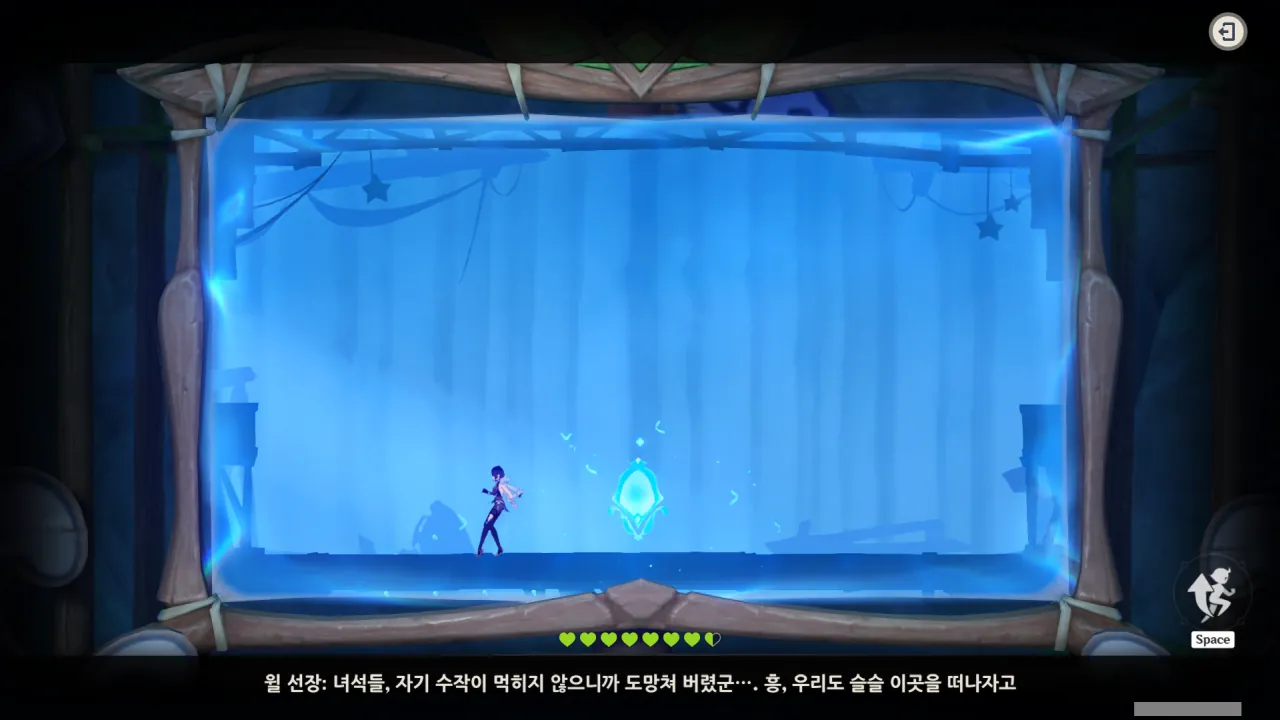 Space
윌 선장: 녀석들, 자기 수작이 먹히지 않으니까 도망쳐 버렸군…. 흥, 우리도 슬슬 이곳을 떠나자고